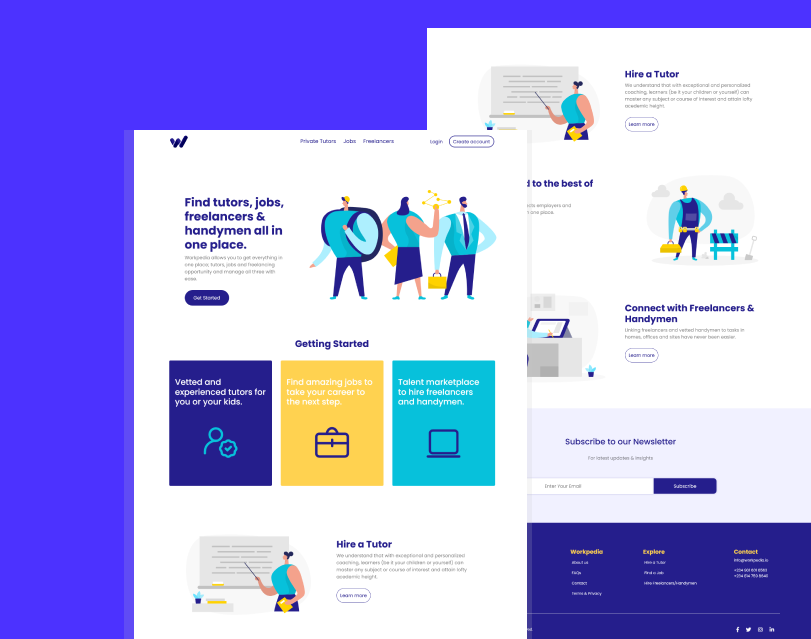 Private Tutors Jobs Freelancers
Login
Create account
Find tutors, jobs,
freelancers &
handymen all in
one place.
Workpedia allows you to get everything in
one place; tutors, jobs and freelancing
opportunity and manage all three with
ease.
Get Started
Getting Started
Vetted and
experienced tutors for
you or your kids.
Find amazing jobs to
take your career to
the next step.
Talent marketplace
to hire freelancers
and handymen.
Hire a Tutor
We understand that with exceptional and personalized
coaching, learners (be it your children or yourself) can
master any subject or course of interest and attain lofty
academic height.
Learn more
Hire a Tutor
We understand that with exceptional and personalized
coaching, learners (be it your children or yourself) can
master any subject or course of interest and attain lofty
academic height.
Learn more
d to the best of
employers and
one place.
Connect with Freelancers &
Handymen
Linking freelancers and vetted handymen to tasks in
homes, offices and sites have never been easier.
Learn more
Subscribe to our Newsletter
For latest updates & insights
Enter Your Email
Subscribe
Workpedia
About us
FAQs
Contact
Terms & Privacy
Explore
Hire a Tutor
Find a Job
Hire Freelancers/Handymen
Contact
info@workpedia.io